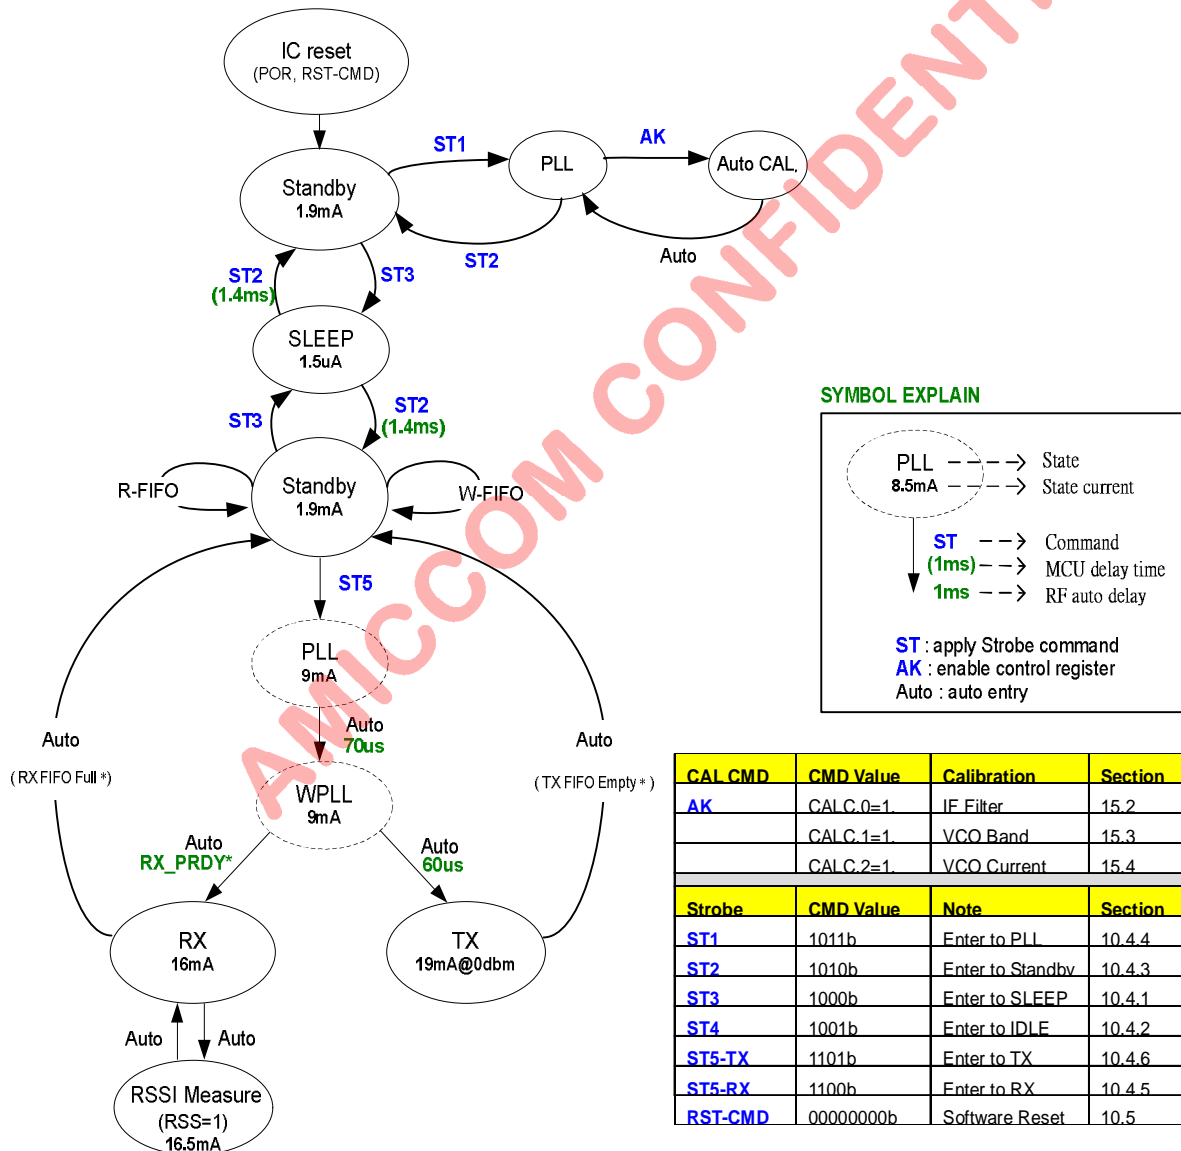 IC reset
(POR, RST-CMD)
ST1
PLL
AK
Auto CAL.
Standby
1.9mA
ST2
Auto
ST2
(1.4ms)
ST3
SLEEP
1.5uA
ST3
ST2
(1.4ms)
R-FIFO
Standby
1.9mA
W-FIFO
ST5
PLL
9mA
Auto
70us
Auto
(RX FIFO Full *)
Auto
(TX FIFO Empty *)
WPLL
9mA
Auto
RX_PRDY*
Auto
60us
RX
16mA
TX
19mA@0dbm
Auto
Auto
RSSI Measure
(RSS=1)
16.5mA
SYMBOL EXPLAIN
PLL
8.5mA
State
State current
ST
(1ms)
1ms
Command
MCU delay time
RF auto delay
ST : apply Strobe command
AK : enable control register
Auto : auto entry
CAL CMD CMD Value Calibration Section
AK CALC.0=1. IF Filter 15.2
CALC.1=1. VCO Band 15.3
CALC.2=1. VCO Current 15.4
Strobe CMD Value Note Section
ST1 1011b Enter to PLL 10.4.4
ST2 1010b Enter to Standby 10.4.3
ST3 1000b Enter to SLEEP 10.4.1
ST4 1001b Enter to IDLE 10.4.2
ST5-TX 1101b Enter to TX 10.4.6
ST5-RX 1100b Enter to RX 10.4.5
RST-CMD 00000000b Software Reset 10.5
AMICCOM CONFIDENTI